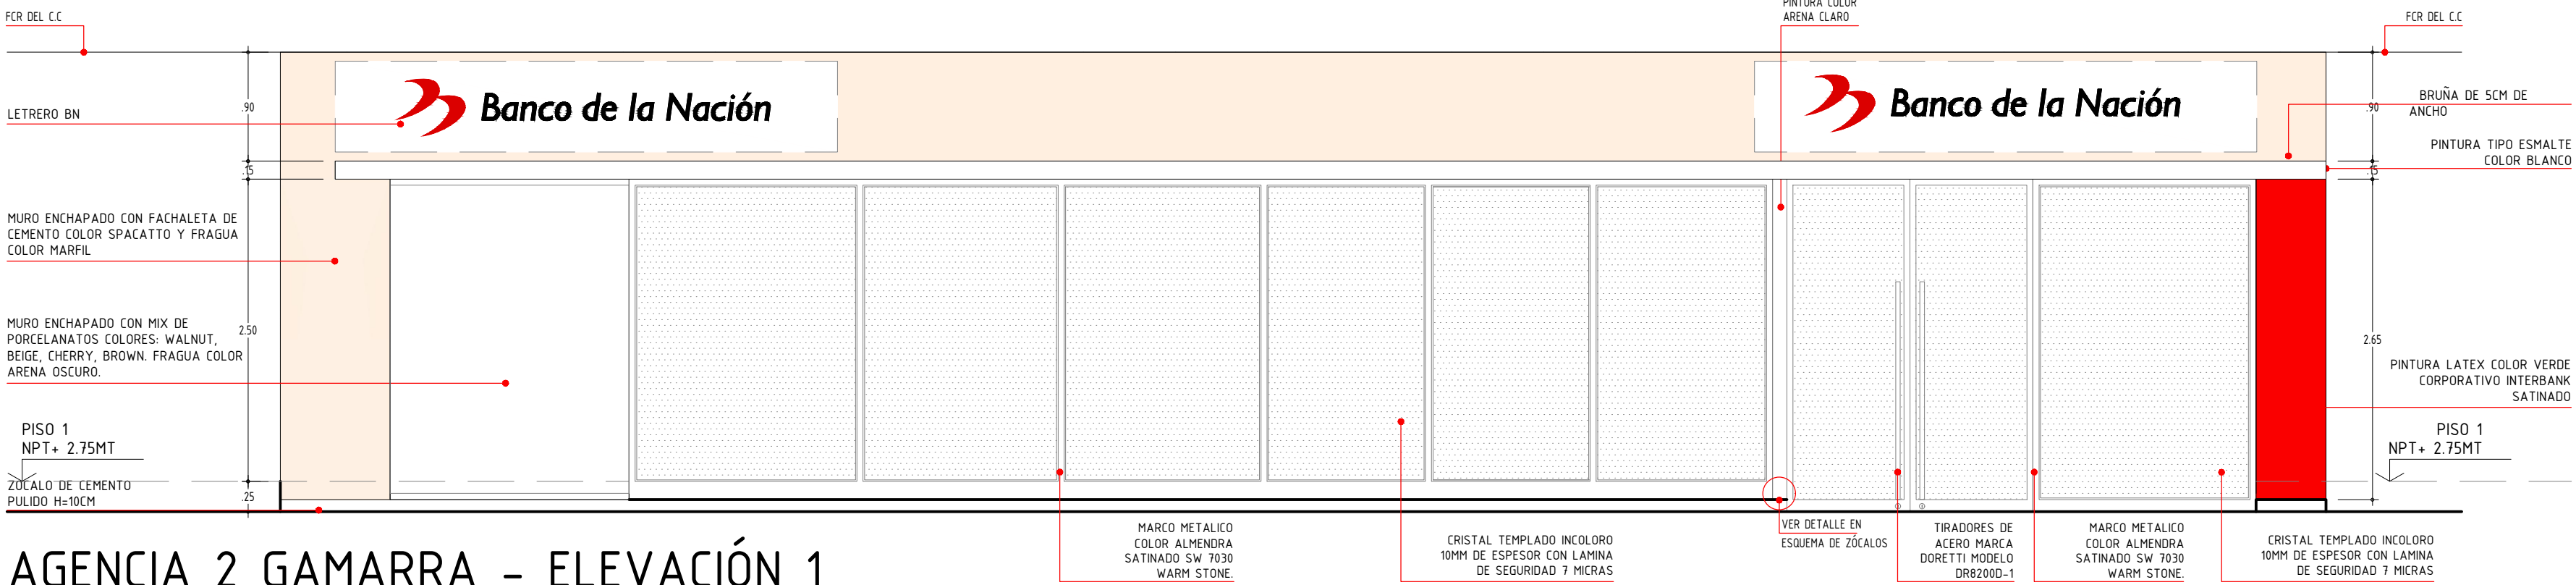 FCR DEL C.C
PINTURA COLOR
ARENA CLARO
FCR DEL C.C
.90
Banco de la Nación
Banco de la Nación
LETRERO BN
.90
BRUÑA DE 5CM DE
ANCHO
.15
.15
PINTURA TIPO ESMALTE
COLOR BLANCO
MURO ENCHAPADO CON FACHALETA DE
CEMENTO COLOR SPACATTO Y FRAGUA
COLOR MARFIL
MURO ENCHAPADO CON MIX DE
PORCELANATOS COLORES: WALNUT,
BEIGE, CHERRY, BROWN. FRAGUA COLOR
ARENA OSCURO.
2.50
2.65
PINTURA LATEX COLOR VERDE
CORPORATIVO INTERBANK
SATINADO
PISO 1
NPT+ 2.75MT
PISO 1
NPT+ 2.75MT
ZOCALO DE CEMENTO
PULIDO H=10CM
.25
MARCO METALICO
COLOR ALMENDRA
SATINADO SW 7030
WARM STONE.
CRISTAL TEMPLADO INCOLORO
10MM DE ESPESOR CON LAMINA
DE SEGURIDAD 7 MICRAS
VER DETALLE EN
ESQUEMA DE ZÓCALOS
TIRADORES DE
ACERO MARCA
DORETTI MODELO
DR8200D-1
MARCO METALICO
COLOR ALMENDRA
SATINADO SW 7030
WARM STONE.
CRISTAL TEMPLADO INCOLORO
10MM DE ESPESOR CON LAMINA
DE SEGURIDAD 7 MICRAS
AGENCIA 2 GAMARRA - ELEVACIÓN 1